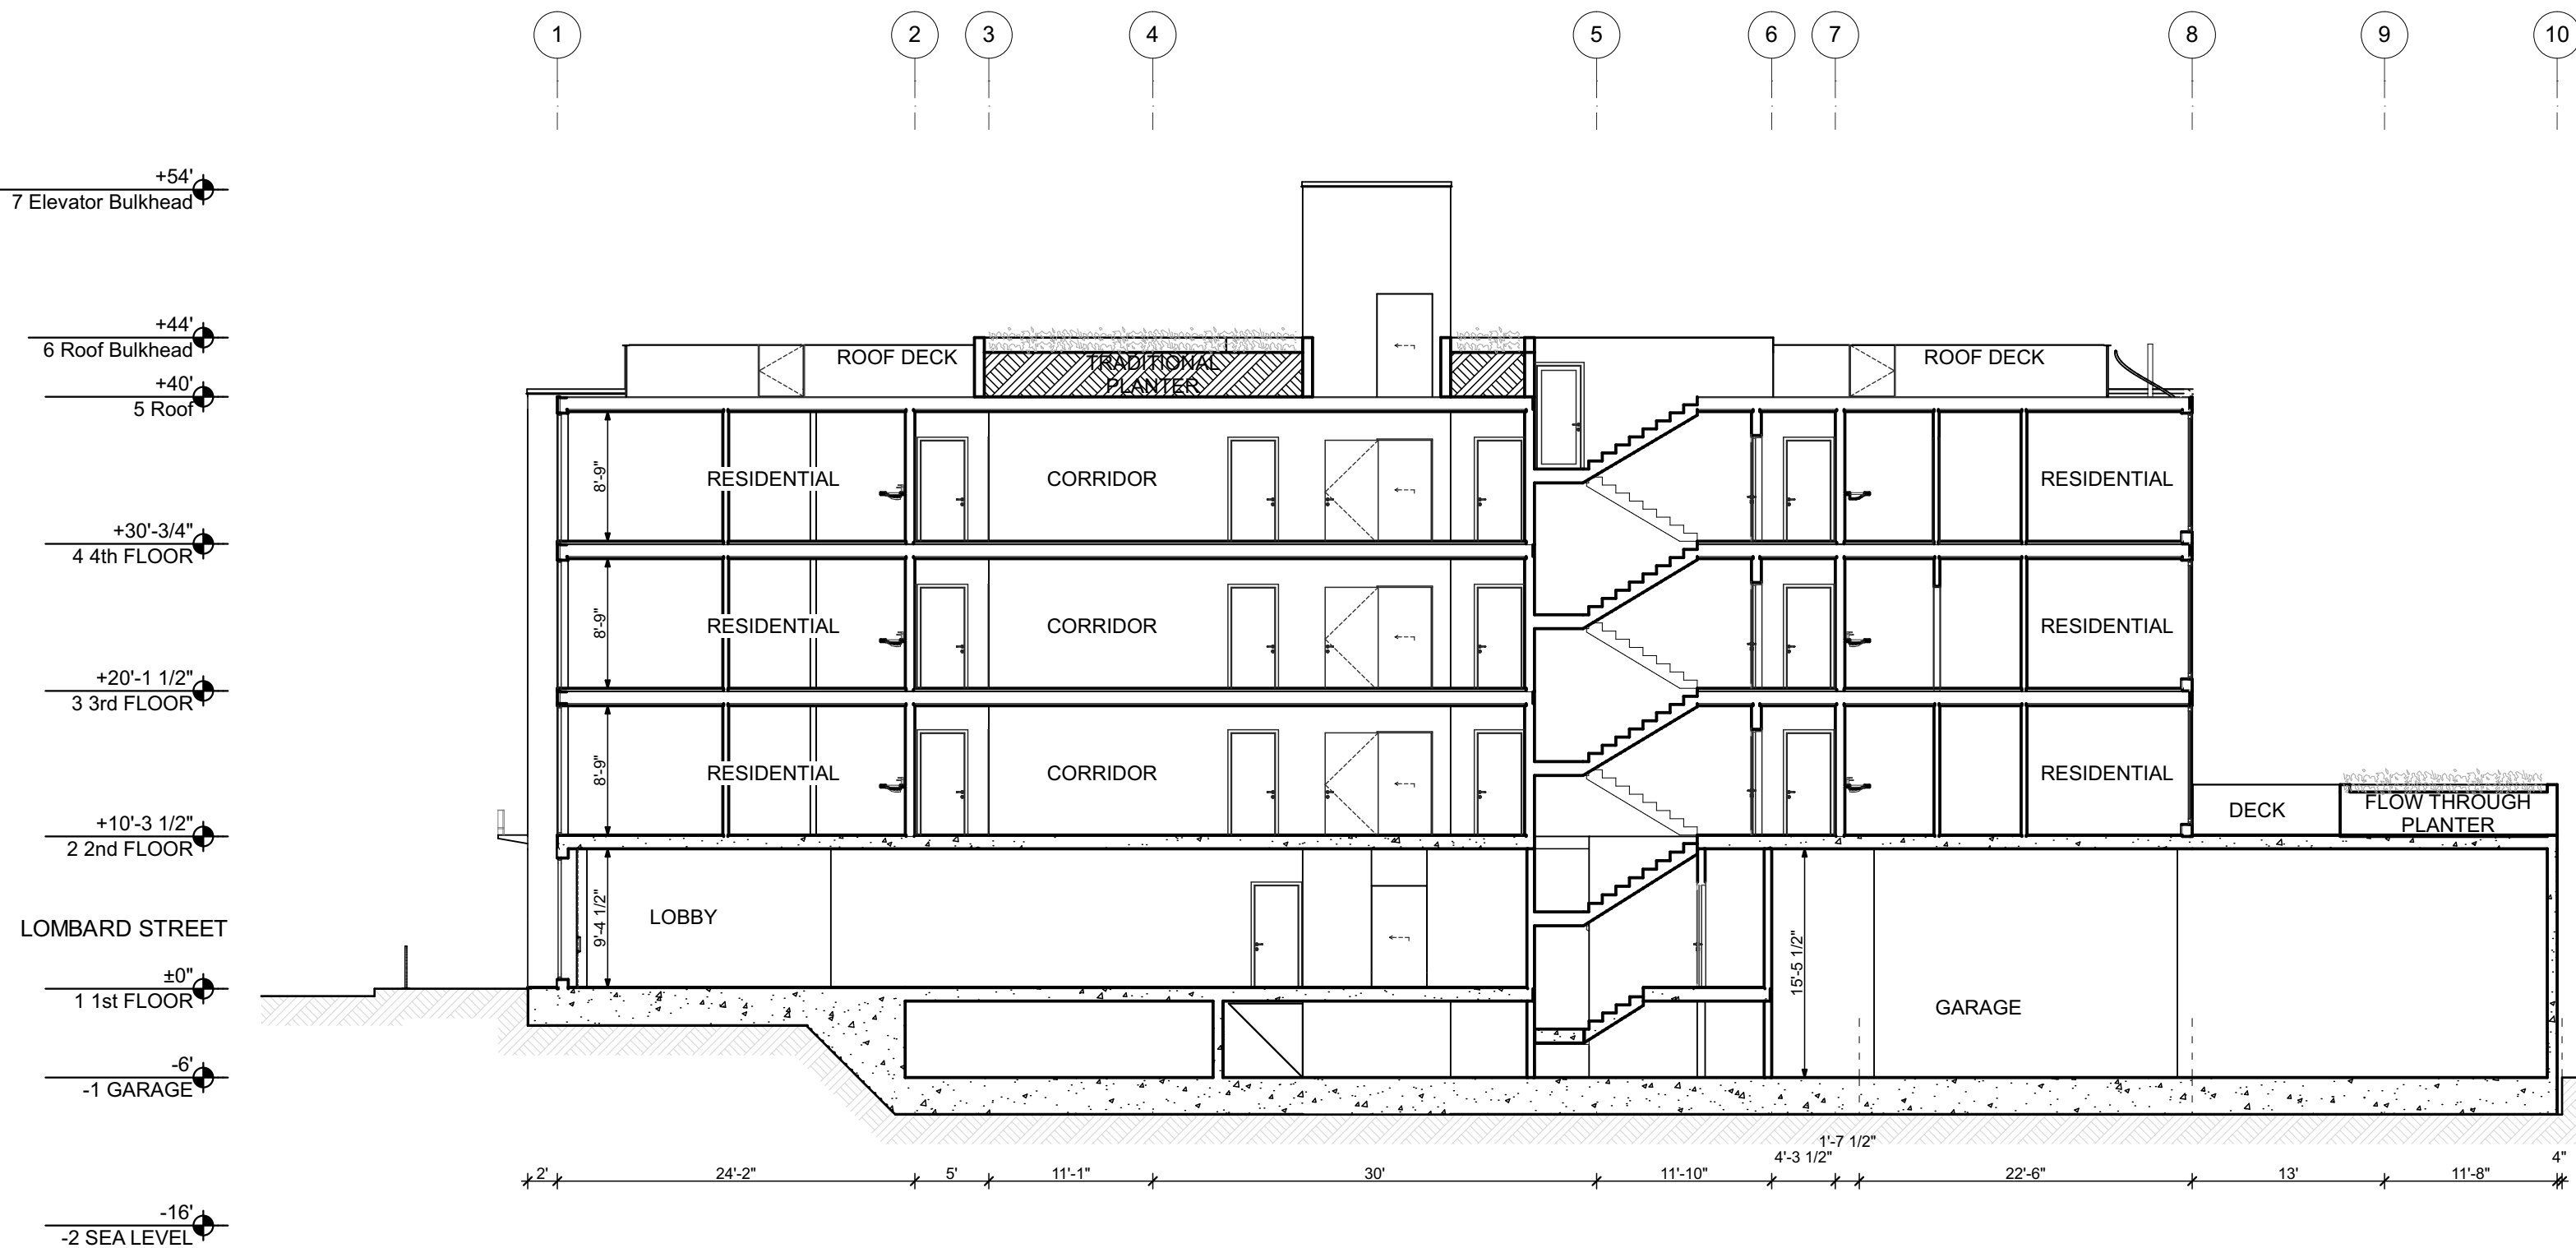 1
2
3
4
5
6
7
8
9
10
+54'
7 Elevator Bulkhead
+44'
6 Roof Bulkhead
ROOF DECK
TRADITIONAL
PLANTER
ROOF DECK
+40'
5 Roof
8'-9"
RESIDENTIAL
CORRIDOR
RESIDENTIAL
+30'-3/4"
4 4th FLOOR
8'-9"
RESIDENTIAL
CORRIDOR
RESIDENTIAL
+20'-1 1/2"
3 3rd FLOOR
8'-9"
RESIDENTIAL
CORRIDOR
RESIDENTIAL
DECK
FLOW THROUGH
PLANTER
+10'-3 1/2"
2 2nd FLOOR
9'-4 1/2"
LOBBY
LOMBARD STREET
15'-5 1/2"
±0"
1 1st FLOOR
GARAGE
-6'
-1 GARAGE
2'
24'-2"
5'
11'-1"
30'
11'-10"
4'-3 1/2"
1'-7 1/2"
22'-6"
13'
11'-8"
4"
-16'
-2 SEA LEVEL